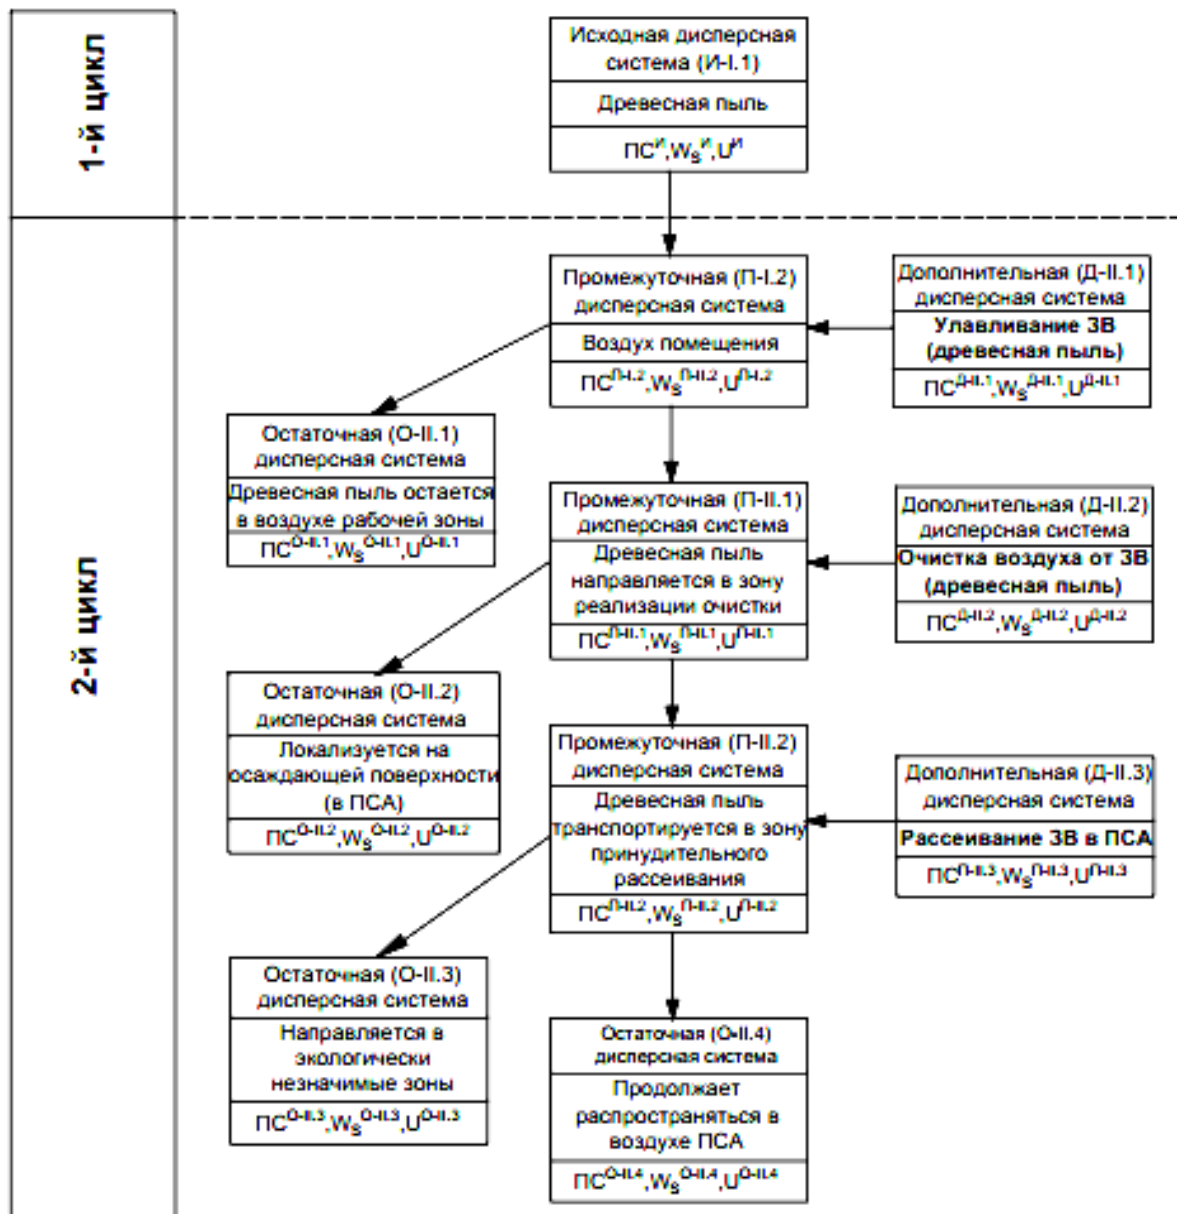 1-й цикл
Исходная дисперсная
система (И-I.1)
Древесная пыль
ПС^И,W_S^И,U^И
2-й цикл
Промежуточная (П-I.2)
дисперсная система
Воздух помещения
ПС^П-I.2,W_S^П-II.2,U^П-I.2
Дополнительная (Д-II.1)
дисперсная система
Улавливание ЗВ
(древесная пыль)
ПС^Д-II.1,W_S^Д-II.1,U^Д-II.1
Остаточная (О-II.1)
дисперсная система
Древесная пыль остается
в воздухе рабочей зоны
ПС^О-II.1,W_S^О-II.1,U^О-II.1
Промежуточная (П-II.1)
дисперсная система
Древесная пыль
направляется в зону
реализации очистки
ПС^П-II.1,W_S^П-II.1,U^П-II.1
Дополнительная (Д-II.2)
дисперсная система
Очистка воздуха от ЗВ
(древесная пыль)
ПС^Д-II.2,W_S^Д-II.2,U^Д-II.2
Остаточная (О-II.2)
дисперсная система
Локализуется на
осаждающей поверхности
(в ПСА)
ПС^О-II.2,W_S^О-II.2,U^О-II.2
Промежуточная (П-II.2)
дисперсная система
Древесная пыль
транспортируется в зону
принудительного
рассеивания
ПС^П-II.2,W_S^П-II.2,U^П-II.2
Дополнительная (Д-II.3)
дисперсная система
Рассеивание ЗВ в ПСА
ПС^П-II.3,W_S^П-II.3,U^П-II.3
Остаточная (О-II.3)
дисперсная система
Направляется в
экологически
незначимые зоны
ПС^О-II.3,W_S^О-II.3,U^О-II.3
Остаточная (О-II.4)
дисперсная система
Продолжает
распространяться в
воздухе ПСА
ПС^О-II.4,W_S^О-II.4,U^О-II.4